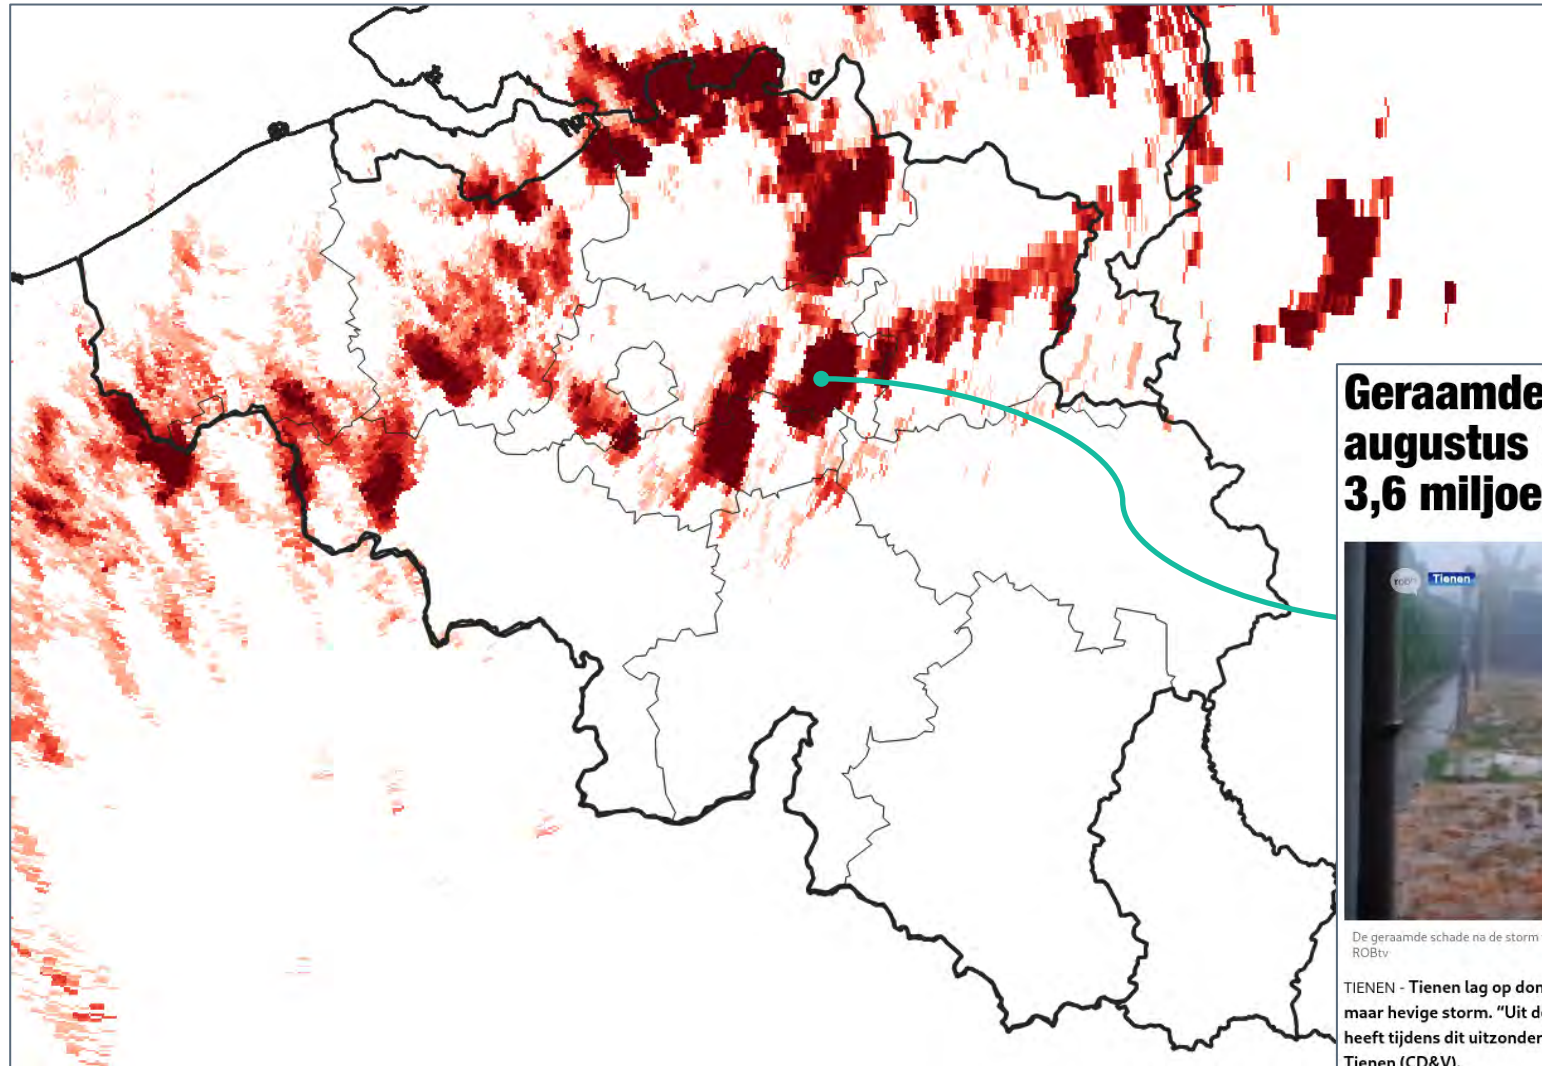 Geraamde
augustus
3,6 miljoe
robtv
Tienen
De geraamde schade na de storm
ROBtv
TIENEN - Tienen lag op don
maar hevige storm. "Uit de
heeft tijdens dit uitzonder
Tienen (CD&V).